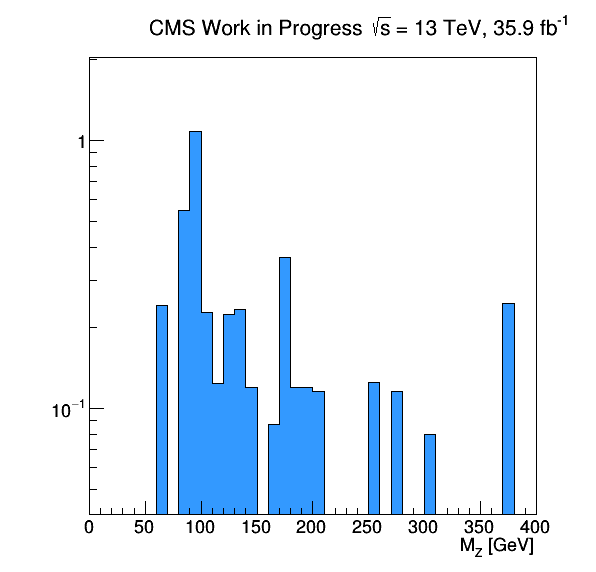 CMS Work in Progress √s = 13 TeV, 35.9 fb⁻¹
1
10⁻¹
0 50 100 150 200 250 300 350 400
M_Z [GeV]